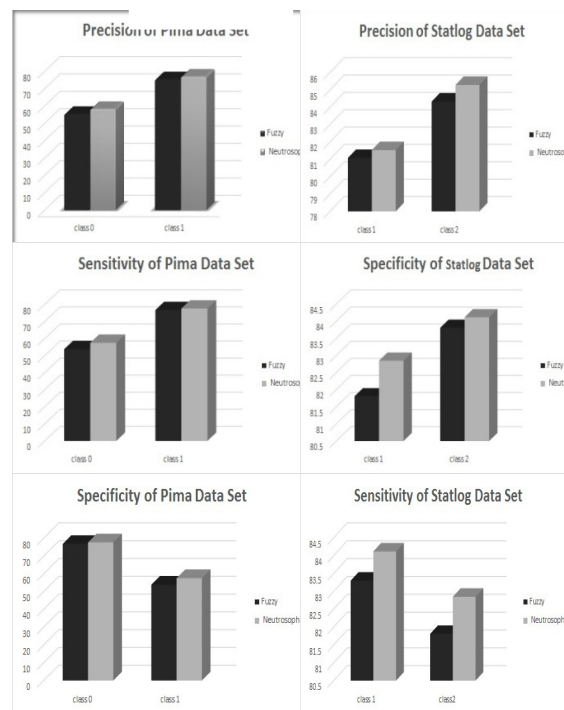 Precision of Pima Data Set
80
70
60
50
40
30
20
10
0
class 0
class 1
Fuzzy
Neutrosop
Precision of Statlog Data Set
86
85
84
83
82
81
80
79
78
class 1
class 2
Fuzzy
Neutroso
Sensitivity of Pima Data Set
80
70
60
50
40
30
20
10
0
class 0
class 1
Fuzzy
Neutroso
Specificity of Statlog Data Set
84.5
84
83.5
83
82.5
82
81.5
81
80.5
class 1
class 2
Fuzzy
Neut
Specificity of Pima Data Set
80
70
60
50
40
30
20
10
0
class 0
class 1
Fuzzy
Neutrosoph
Sensitivity of Statlog Data Set
84.5
84
83.5
83
82.5
82
81.5
81
80.5
class 1
class2
Fuzzy
Neutrosoph